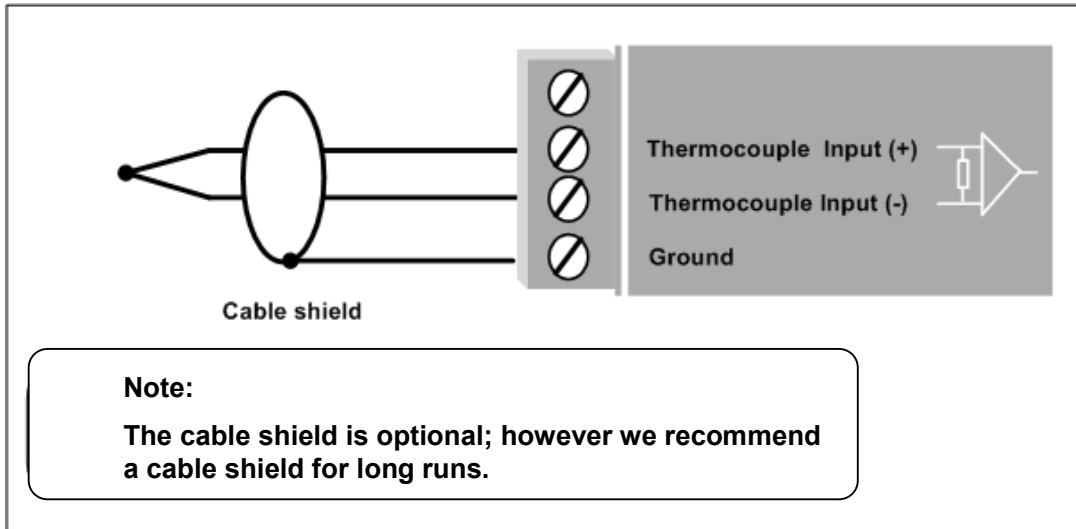 Thermocouple Input (+)
Thermocouple Input (-)
Ground
Cable shield
Note:
The cable shield is optional; however we recommend
a cable shield for long runs.